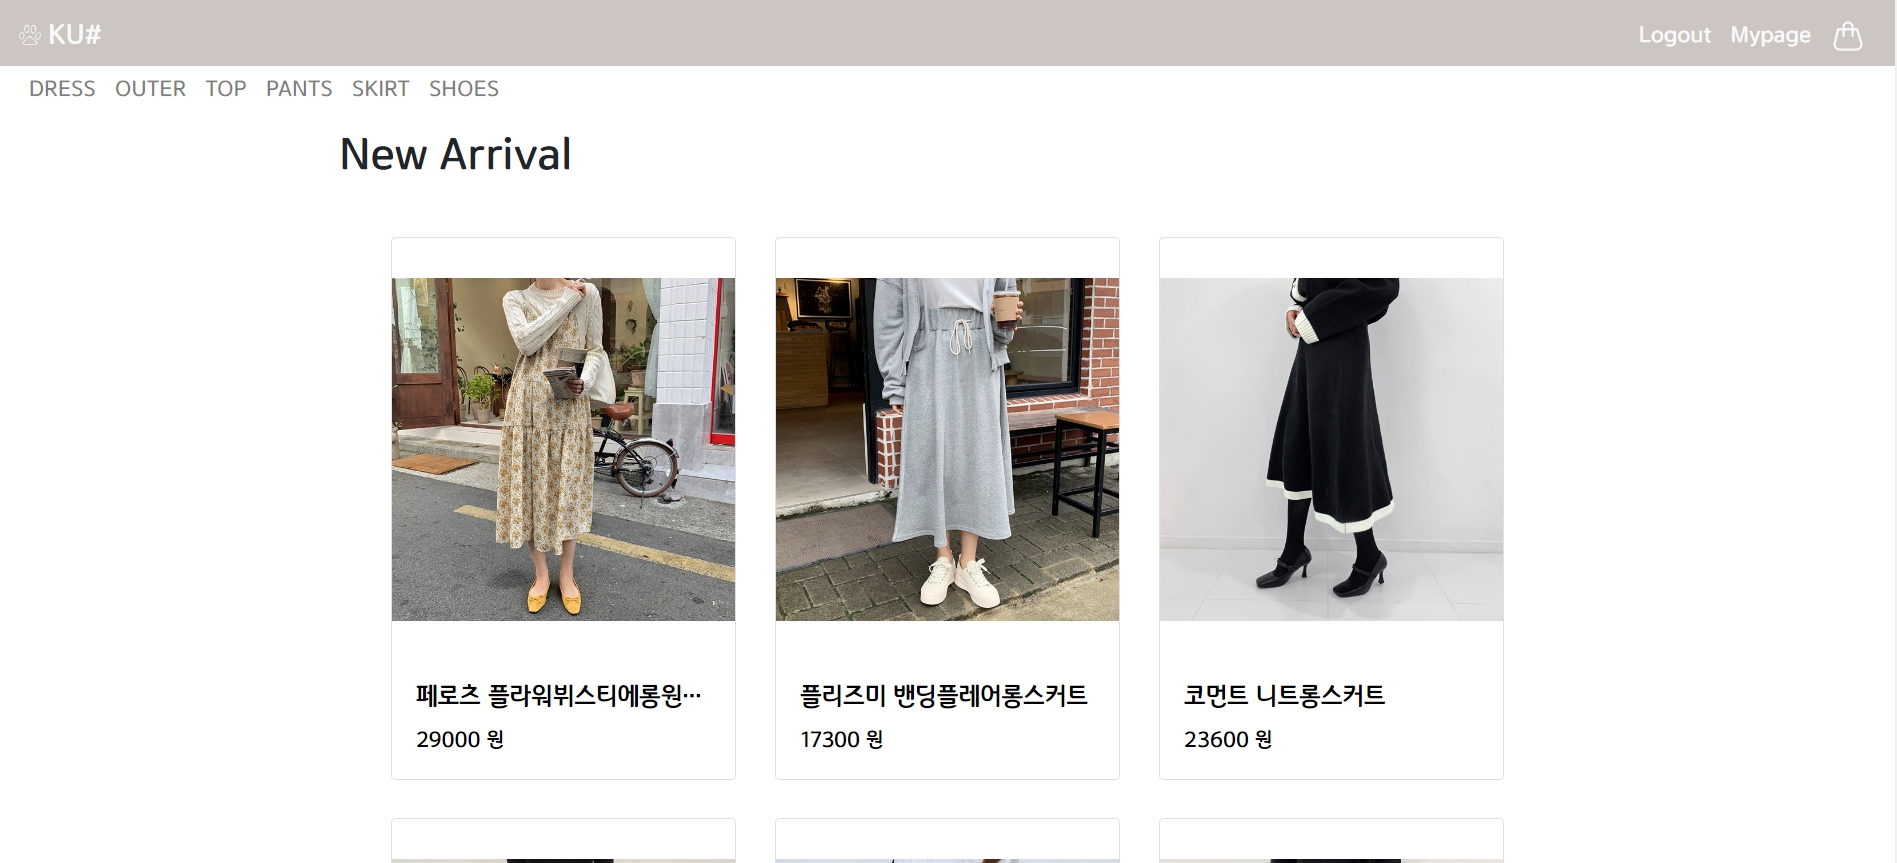 KU#
Logout Mypage
DRESS OUTER TOP PANTS SKIRT SHOES
New Arrival
페로츠 플라워뷔스티에롱원...
29000 원
플리즈미 밴딩플레어롱스커트
17300 원
코먼트 니트롱스커트
23600 원